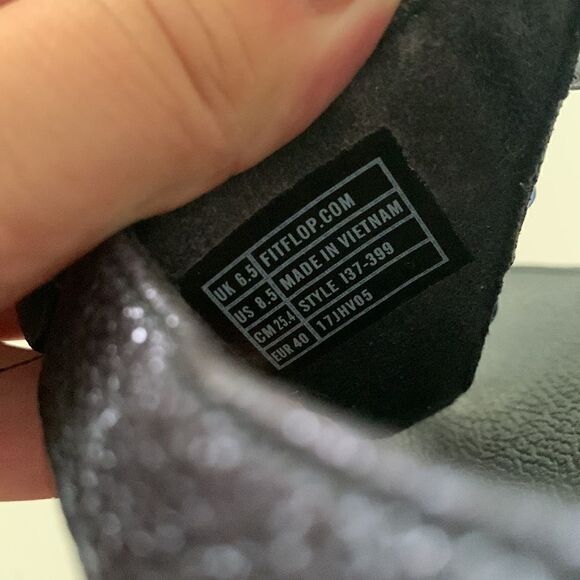 UK 6.5 FITFLOP.COM
US 8.5 MADE IN VIETNAM
CM 25.4 STYLE 137-399
EUR 40 17JHV05